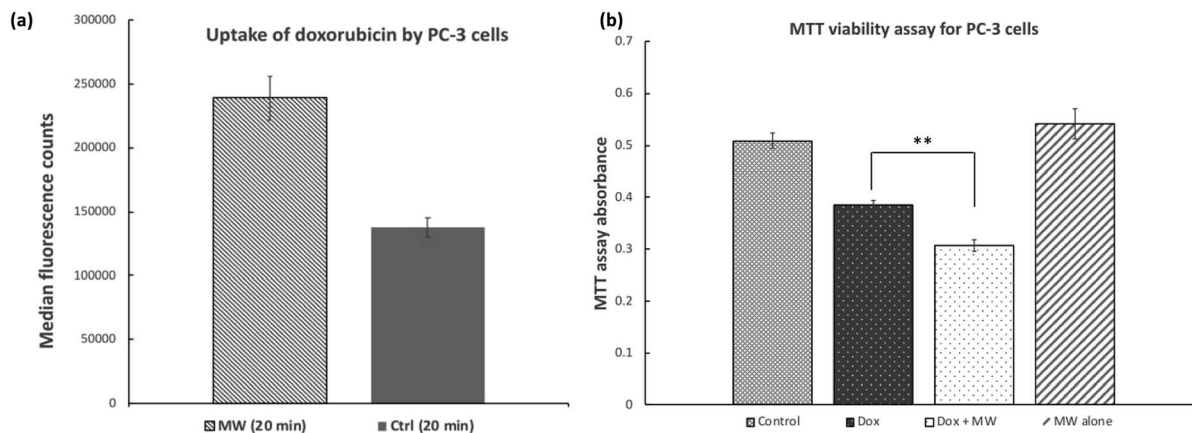 (a)
Uptake of doxorubicin by PC-3 cells
Median fluorescence counts
300000
250000
200000
150000
100000
50000
0
MW (20 min) Ctrl (20 min)
(b)
MTT viability assay for PC-3 cells
MTT assay absorbance
0.7
0.6
0.5
0.4
0.3
0.2
0.1
0
**
Control Dox Dox + MW MW alone